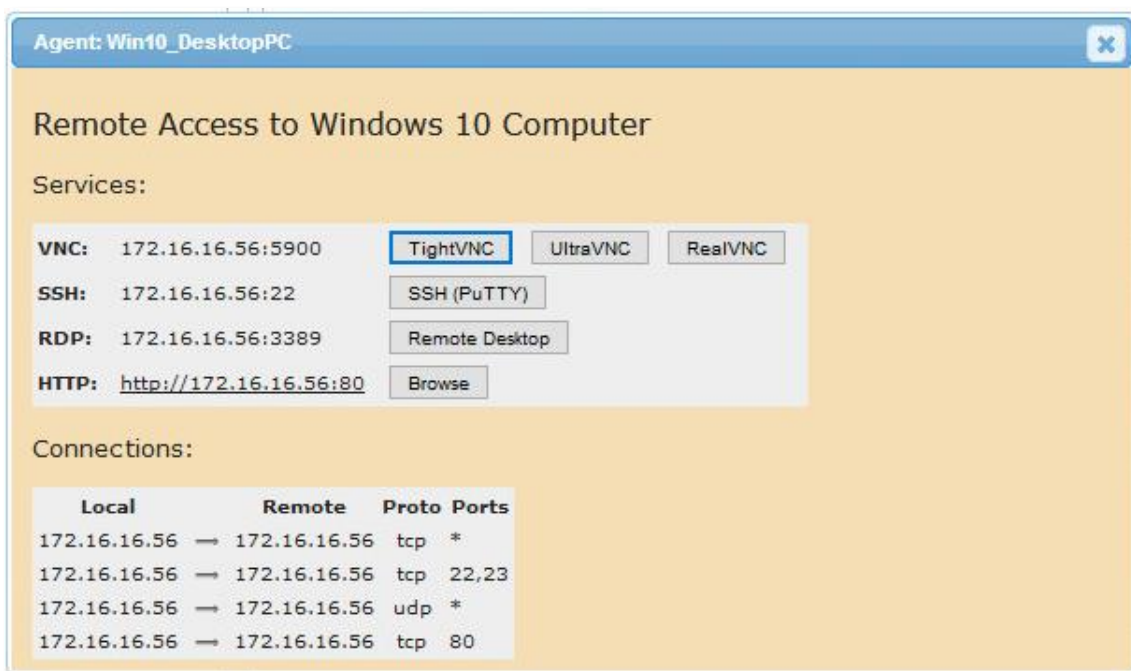 Agent: Win10_DesktopPC
Remote Access to Windows 10 Computer
Services:
VNC: 172.16.16.56:5900 TightVNC UltraVNC RealVNC
SSH: 172.16.16.56:22 SSH (PuTTY)
RDP: 172.16.16.56:3389 Remote Desktop
HTTP: http://172.16.16.56:80 Browse
Connections:
Local Remote Proto Ports
172.16.16.56 → 172.16.16.56 tcp *
172.16.16.56 → 172.16.16.56 tcp 22,23
172.16.16.56 → 172.16.16.56 udp *
172.16.16.56 → 172.16.16.56 tcp 80